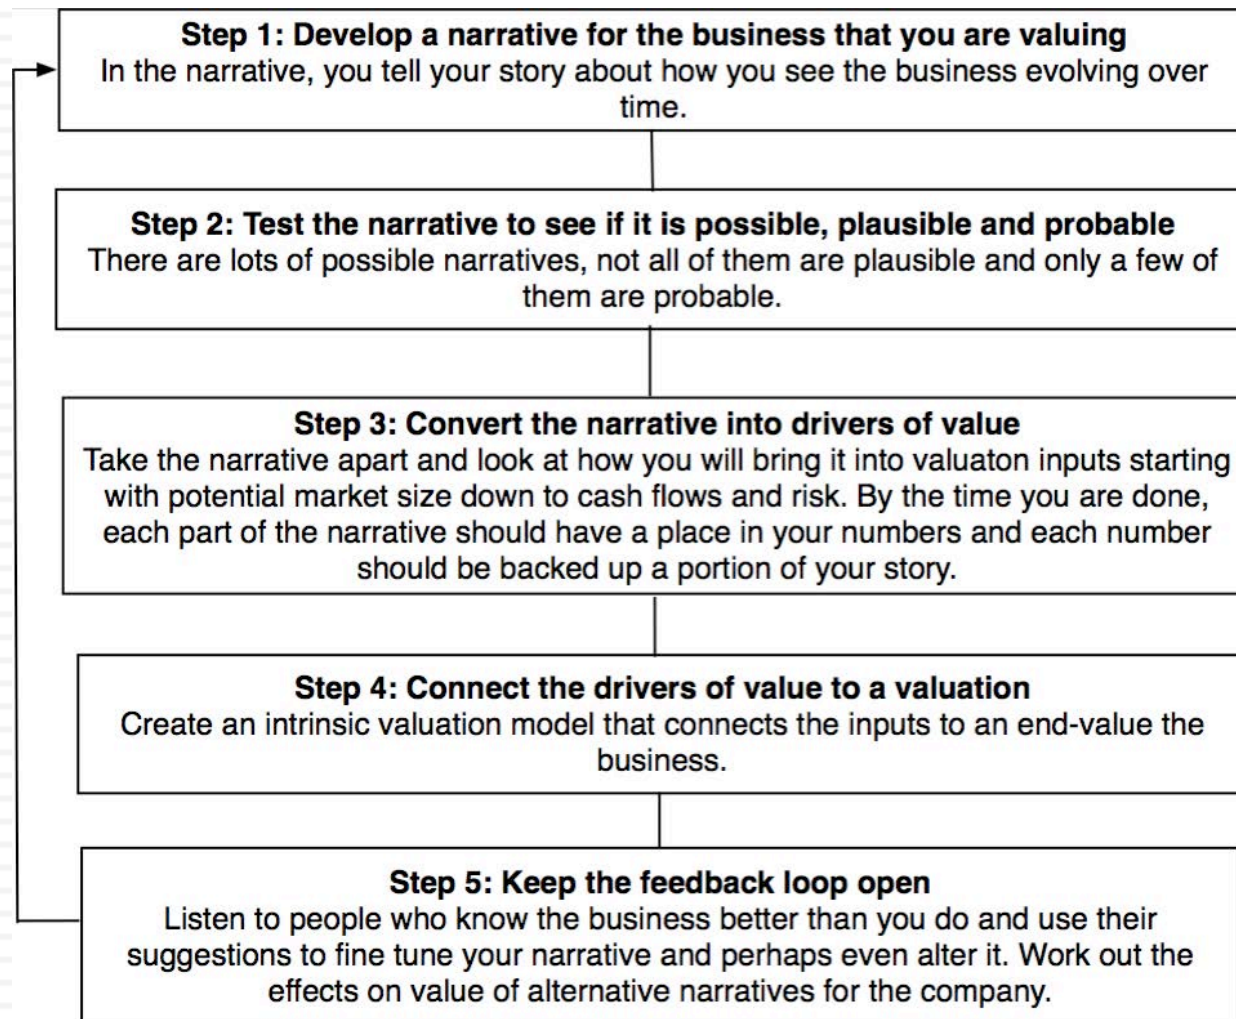 Step 1: Develop a narrative for the business that you are valuing
In the narrative, you tell your story about how you see the business evolving over
time.
Step 2: Test the narrative to see if it is possible, plausible and probable
There are lots of possible narratives, not all of them are plausible and only a few of
them are probable.
Step 3: Convert the narrative into drivers of value
Take the narrative apart and look at how you will bring it into valuaton inputs starting
with potential market size down to cash flows and risk. By the time you are done,
each part of the narrative should have a place in your numbers and each number
should be backed up a portion of your story.
Step 4: Connect the drivers of value to a valuation
Create an intrinsic valuation model that connects the inputs to an end-value the
business.
Step 5: Keep the feedback loop open
Listen to people who know the business better than you do and use their
suggestions to fine tune your narrative and perhaps even alter it. Work out the
effects on value of alternative narratives for the company.